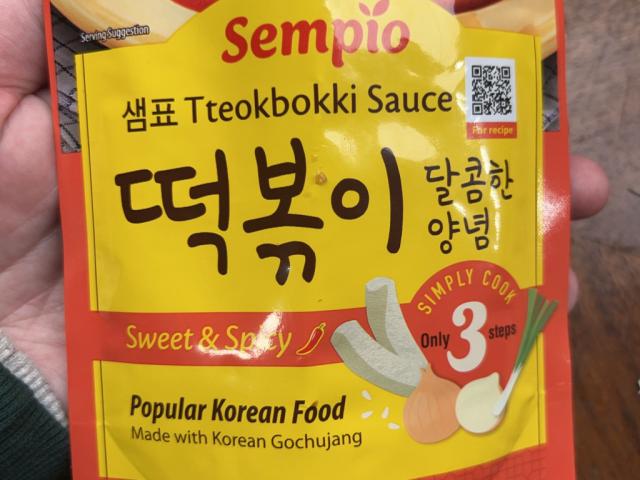 Serving Suggestion
Sempio
샘표 Tteokbokki Sauce
For recipe
떡볶이
달콤한
양념
SIMPLY COOK
Only 3 steps
Sweet & Spicy
Popular Korean Food
Made with Korean Gochujang